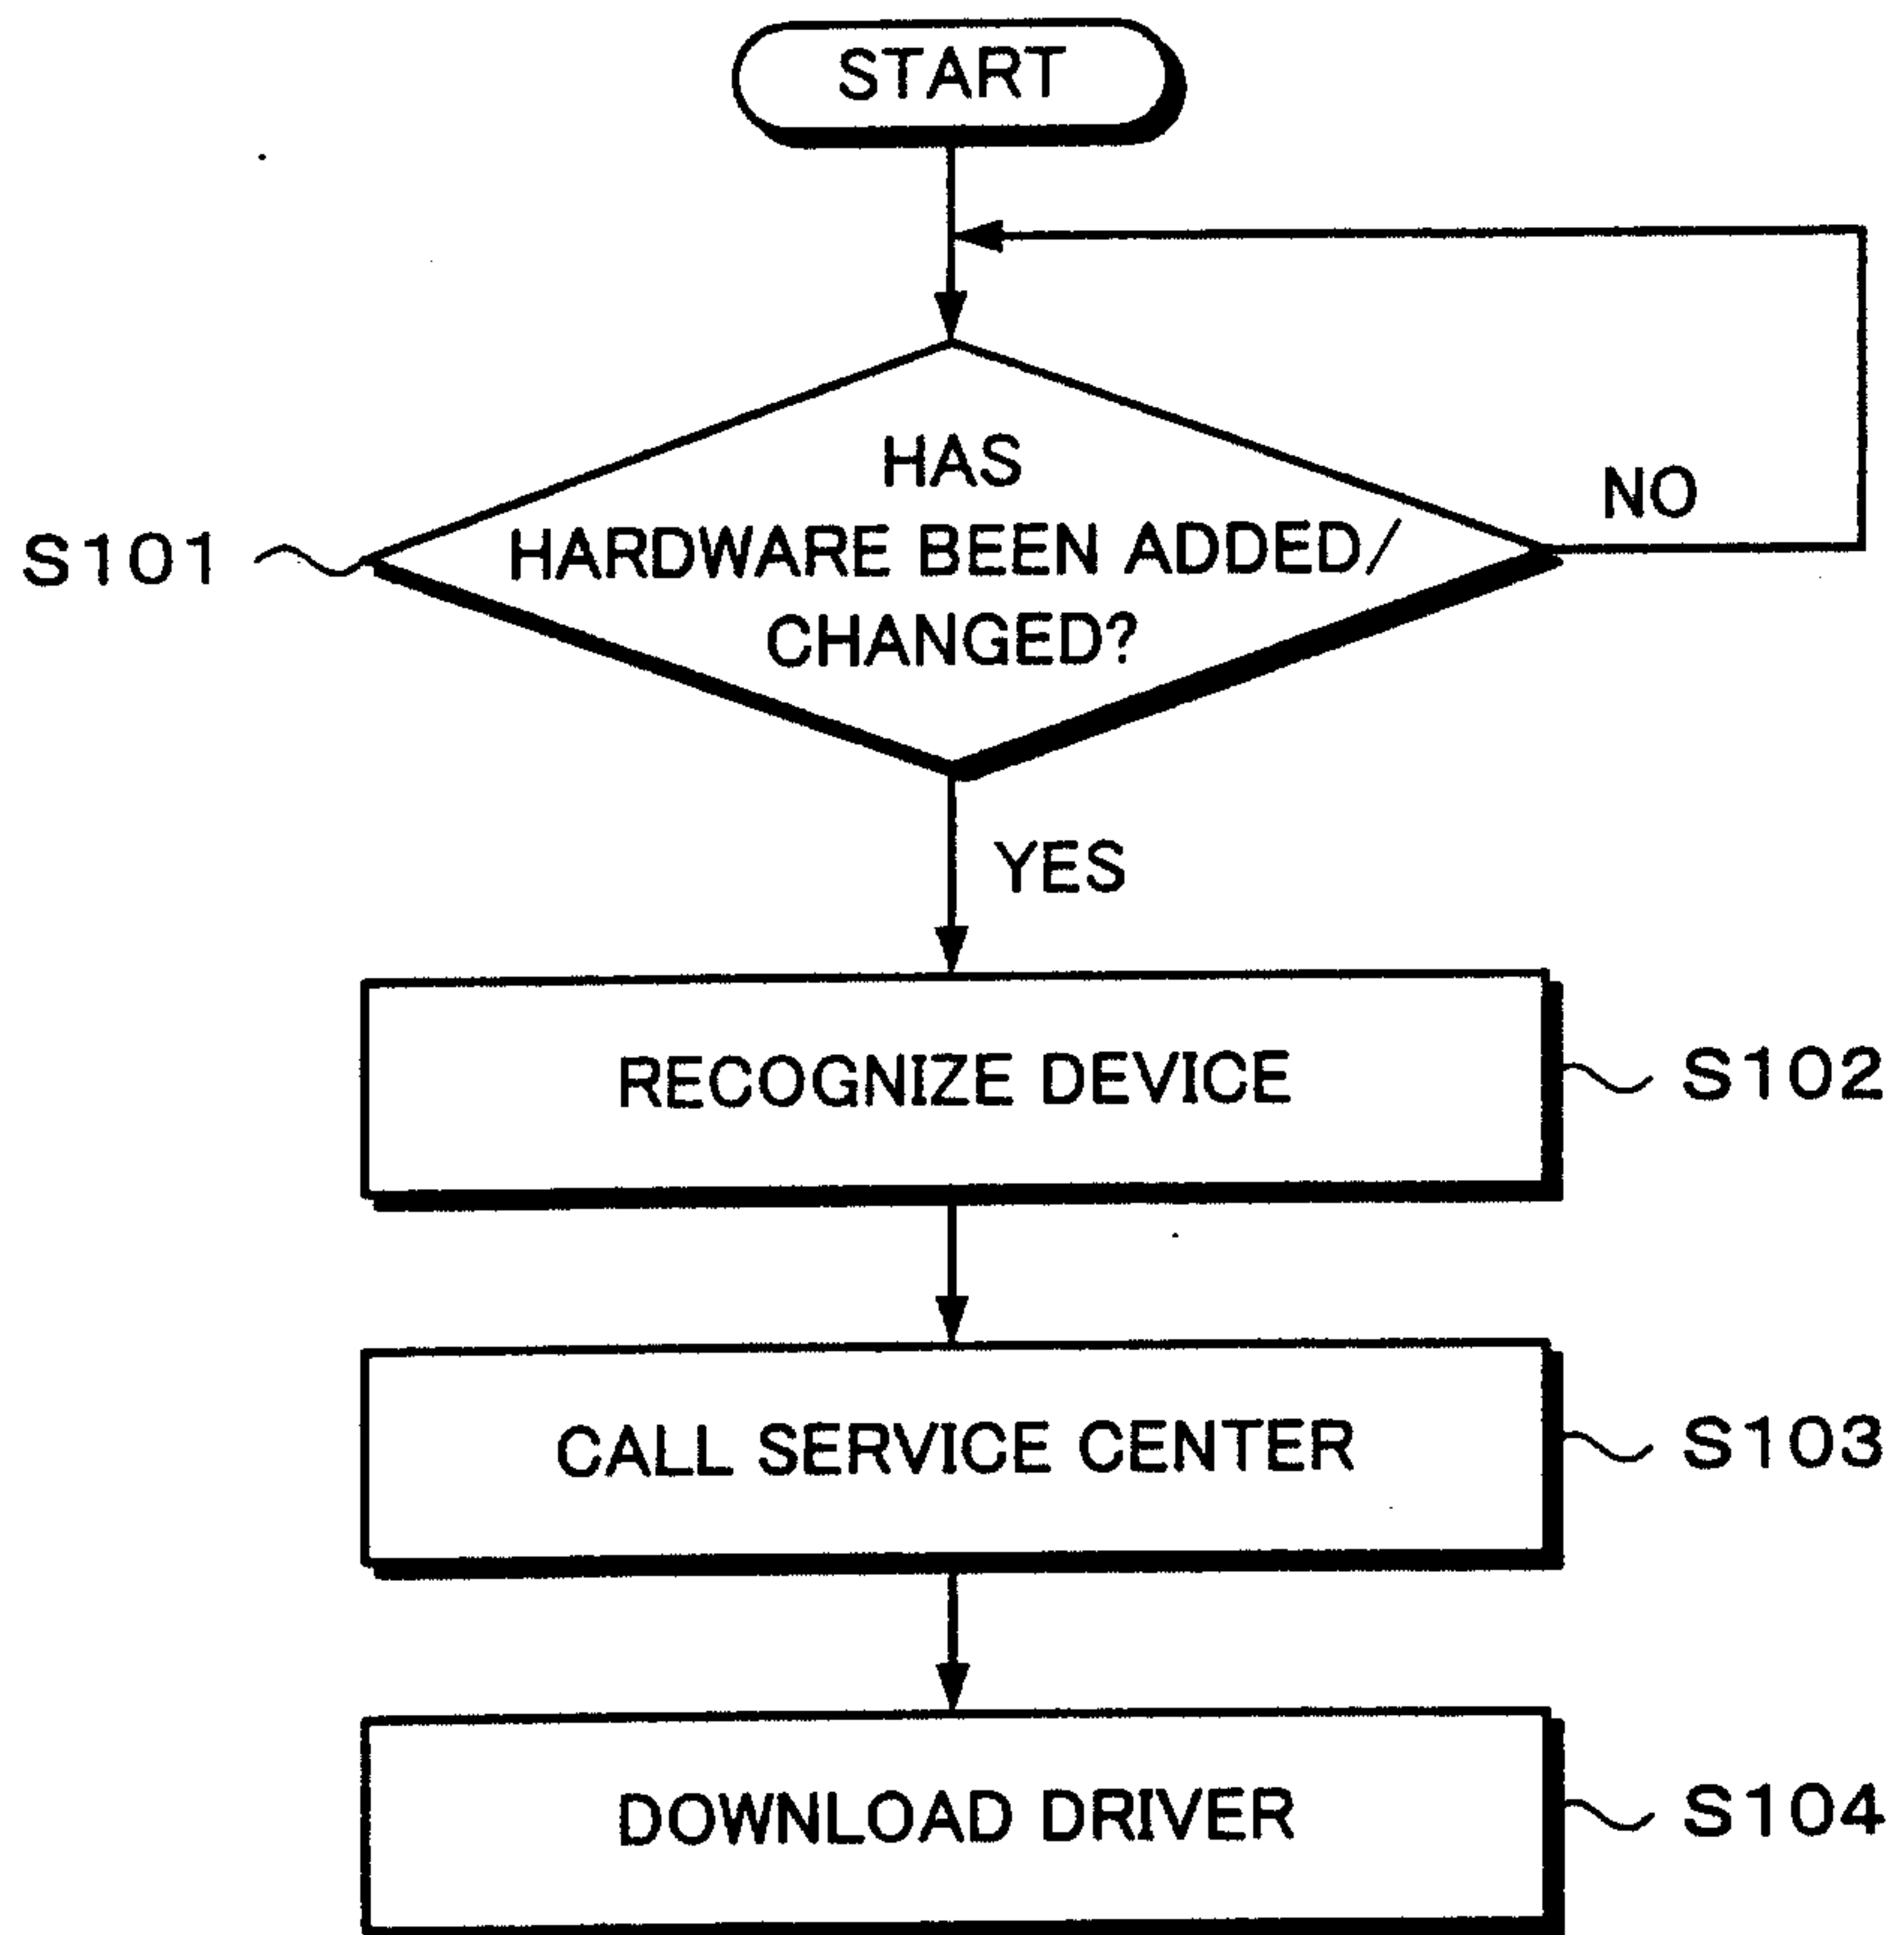 START
HAS
HARDWARE BEEN ADDED/
CHANGED?
NO
S101
YES
RECOGNIZE DEVICE
S102
CALL SERVICE CENTER
S103
DOWNLOAD DRIVER
S104